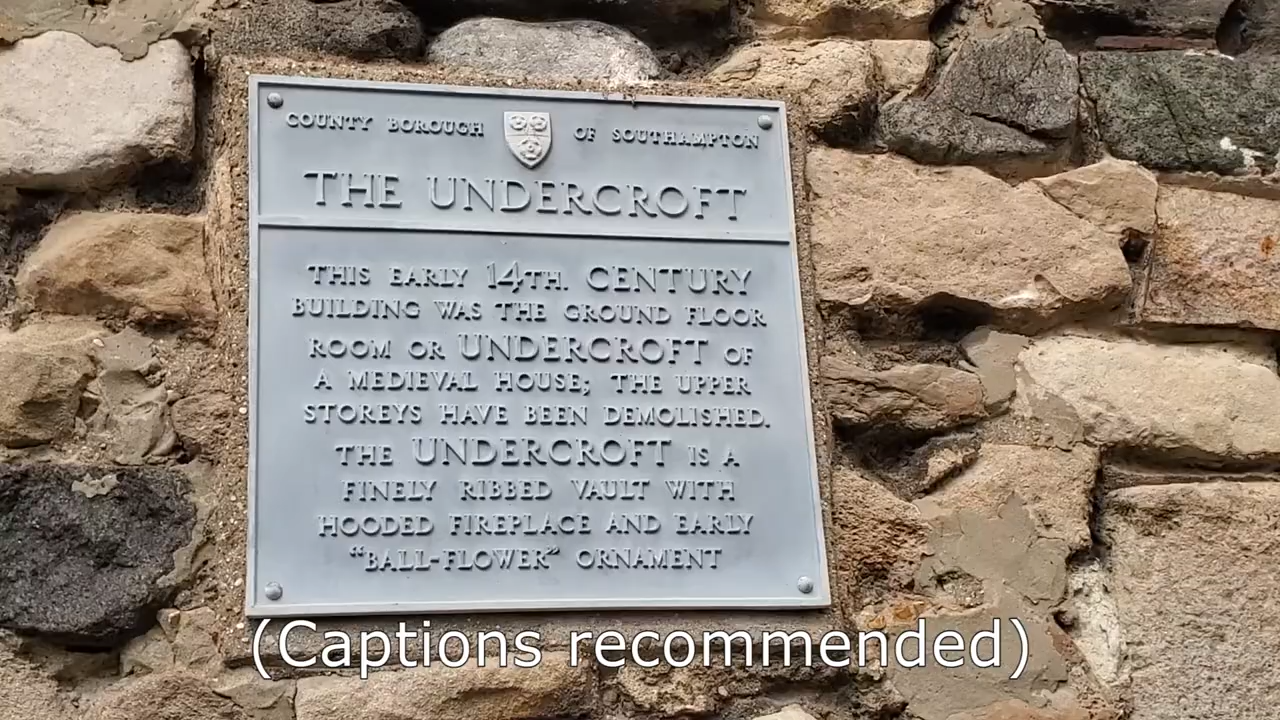 COUNTY BOROUGH OF SOUTHAMPTON
THE UNDERCROFT
THIS EARLY 14TH. CENTURY
BUILDING WAS THE GROUND FLOOR
ROOM OR UNDERCROFT OF
A MEDIEVAL HOUSE; THE UPPER
STOREYS HAVE BEEN DEMOLISHED.
THE UNDERCROFT IS A
FINELY RIBBED VAULT WITH
HOODED FIREPLACE AND EARLY
“BALL-FLOWER” ORNAMENT
(Captions recommended)